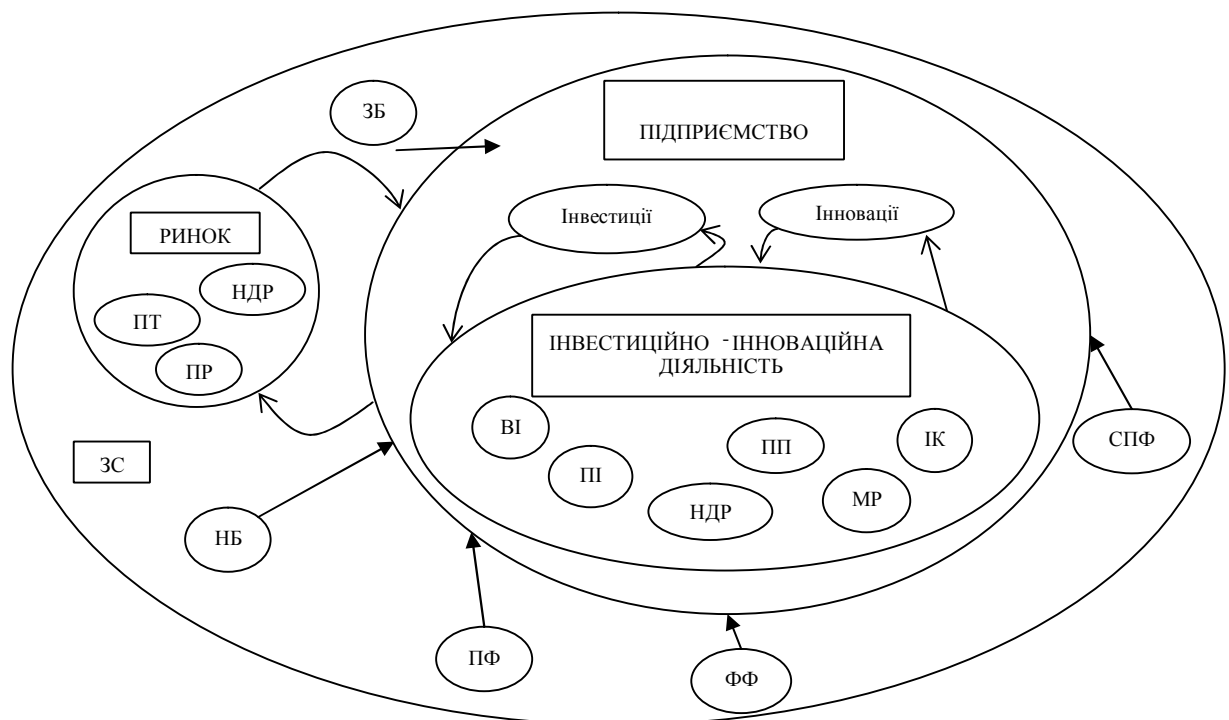 ЗБ
ПІДПРИЄМСТВО
Інвестиції
Інновації
РИНОК
НДР
ПТ
ПР
ІНВЕСТИЦІЙНО -ІННОВАЦІЙНА
ДІЯЛЬНІСТЬ
ВІ
ПІ
НДР
ПП
МР
ІК
СПФ
ЗС
НБ
ПФ
ФФ